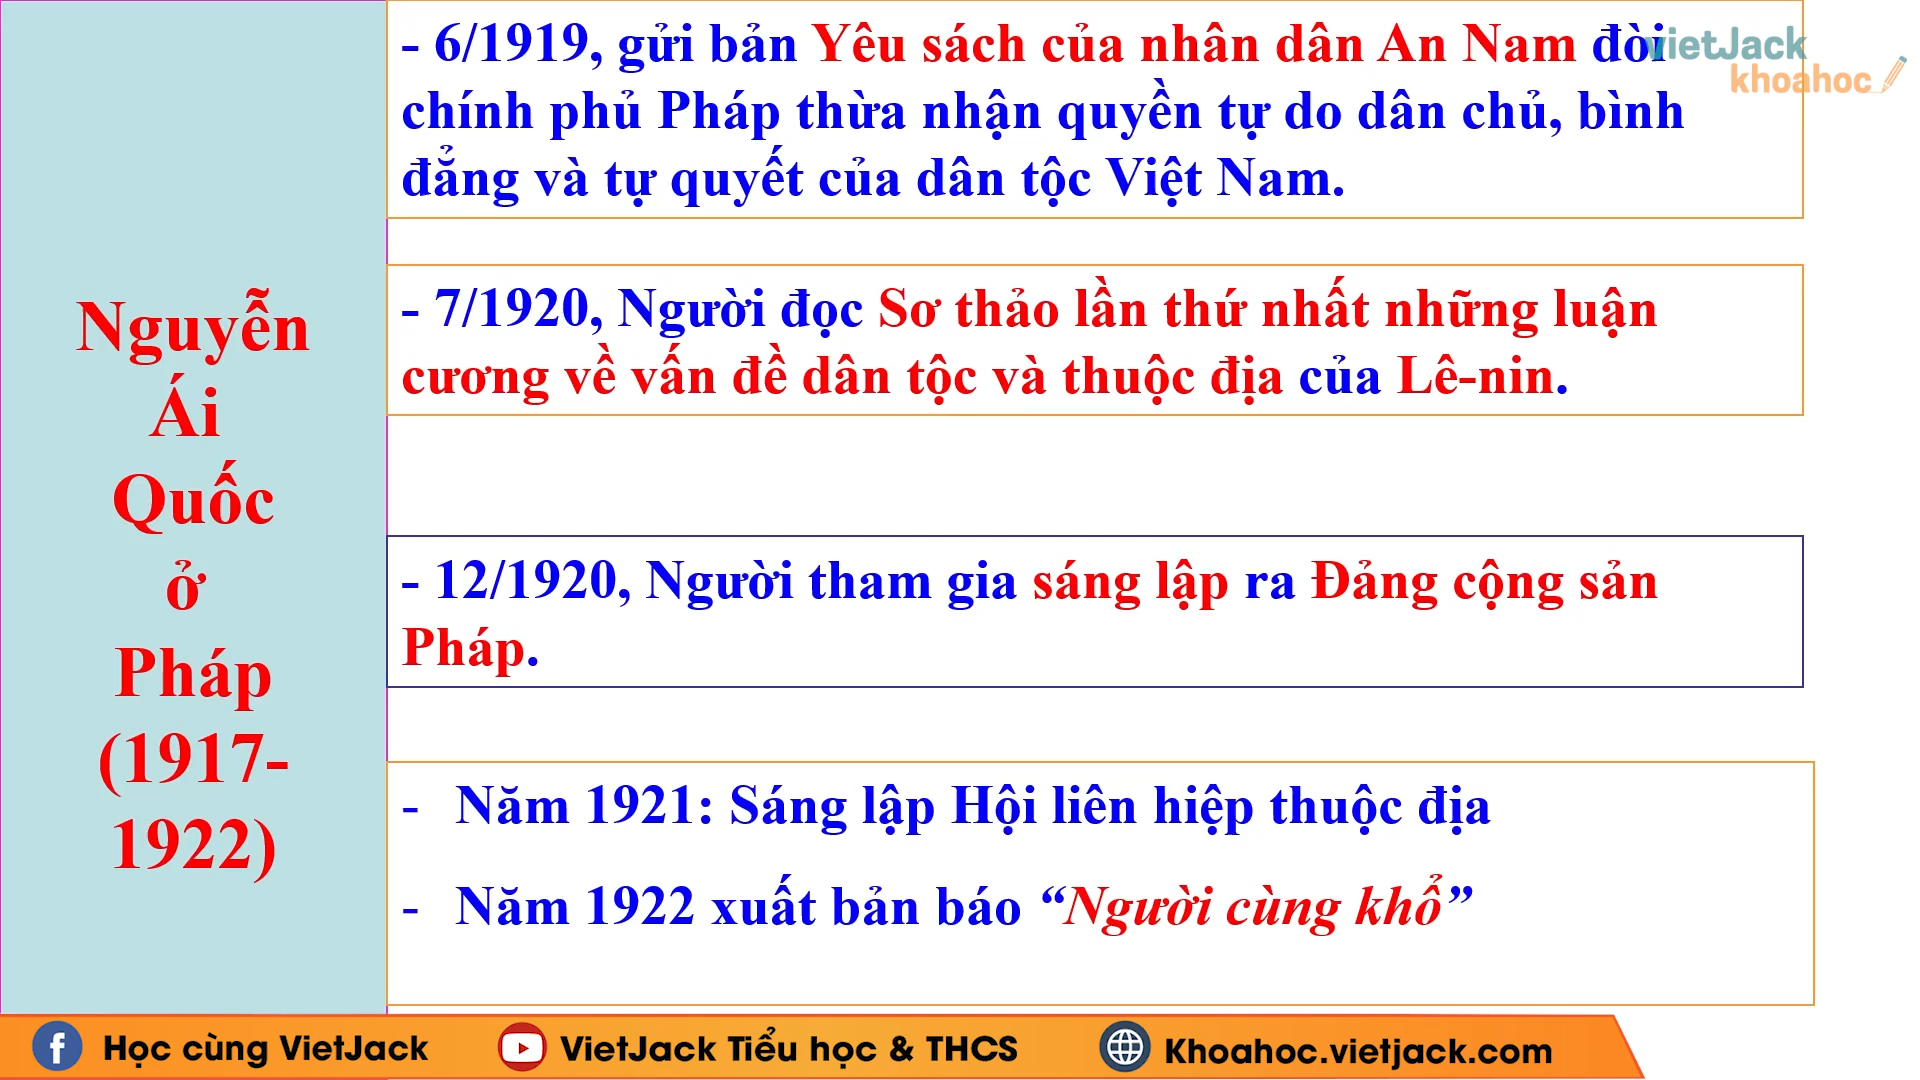 Nguyễn
Ái
Quốc
ở
Pháp
(1917-
1922)
- 6/1919, gửi bản Yêu sách của nhân dân An Nam đòi
chính phủ Pháp thừa nhận quyền tự do dân chủ, bình
đẳng và tự quyết của dân tộc Việt Nam.
- 7/1920, Người đọc Sơ thảo lần thứ nhất những luận
cương về vấn đề dân tộc và thuộc địa của Lê-nin.
- 12/1920, Người tham gia sáng lập ra Đảng cộng sản
Pháp.
- Năm 1921: Sáng lập Hội liên hiệp thuộc địa
- Năm 1922 xuất bản báo “Người cùng khổ”
vietJack
khoahoc
Học cùng VietJack
VietJack Tiểu học & THCS
Khoahoc.vietjack.com